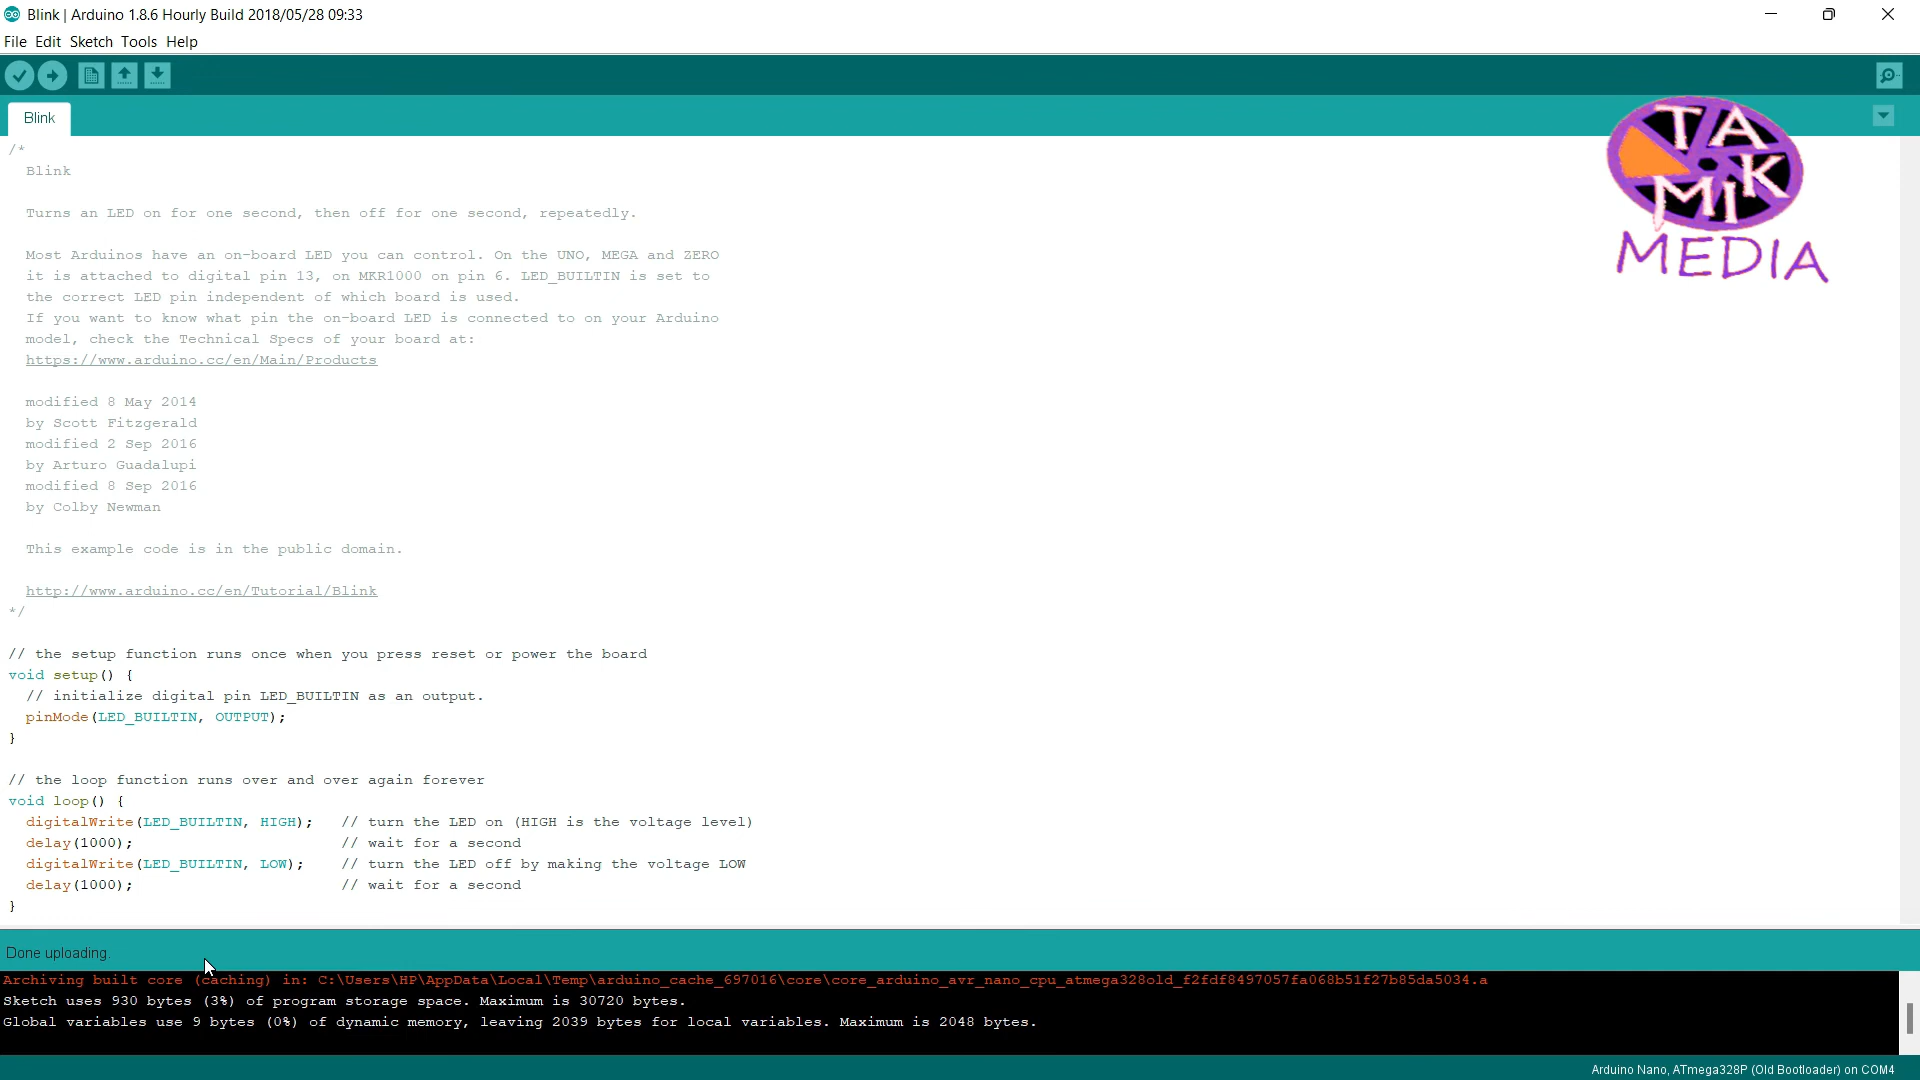 Blink | Arduino 1.8.6 Hourly Build 2018/05/28 09:33
File Edit Sketch Tools Help
Blink
TA
MIK
MEDIA
/*
Blink
Turns an LED on for one second, then off for one second, repeatedly.
Most Arduinos have an on-board LED you can control. On the UNO, MEGA and ZERO
it is attached to digital pin 13, on MKR1000 on pin 6. LED_BUILTIN is set to
the correct LED pin independent of which board is used.
If you want to know what pin the on-board LED is connected to on your Arduino
model, check the Technical Specs of your board at:
https://www.arduino.cc/en/Main/Products
modified 8 May 2014
by Scott Fitzgerald
modified 2 Sep 2016
by Arturo Guadalupi
modified 8 Sep 2016
by Colby Newman
This example code is in the public domain.
http://www.arduino.cc/en/Tutorial/Blink
*/
// the setup function runs once when you press reset or power the board
void setup() {
// initialize digital pin LED_BUILTIN as an output.
pinMode(LED_BUILTIN, OUTPUT);
}
// the loop function runs over and over again forever
void loop() {
digitalWrite(LED_BUILTIN, HIGH); // turn the LED on (HIGH is the voltage level)
delay(1000); // wait for a second
digitalWrite(LED_BUILTIN, LOW); // turn the LED off by making the voltage LOW
delay(1000); // wait for a second
}
Done uploading.
Archiving built core (caching) in: C:\Users\HP\AppData\Local\Temp\arduino_cache_697016\core\core_arduino_avr_nano_cpu_atmega328old_f2fdf8497057fa068b51f27b85da5034.a
Sketch uses 930 bytes (3%) of program storage space. Maximum is 30720 bytes.
Global variables use 9 bytes (0%) of dynamic memory, leaving 2039 bytes for local variables. Maximum is 2048 bytes.
Arduino Nano, ATmega328P (Old Bootloader) on COM4